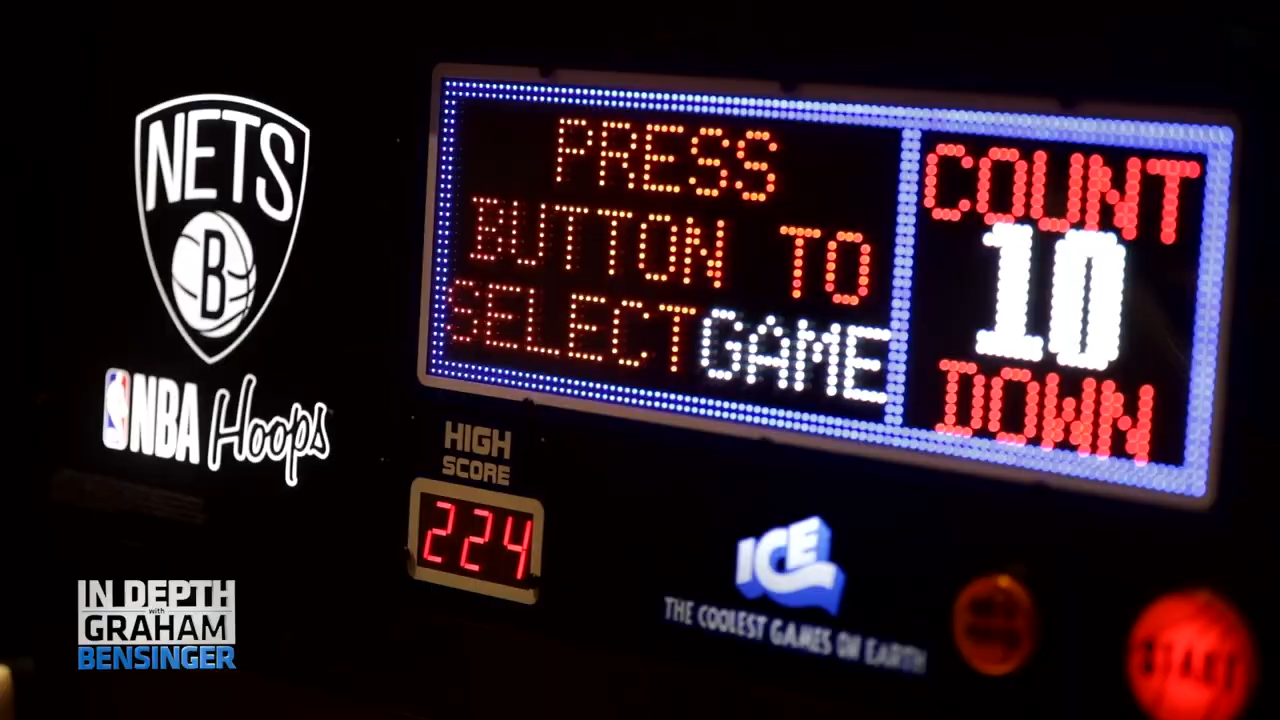 NETS
B
NBA Hoops
PRESS
BUTTON TO
SELECT GAME
COUNT
10
DOWN
HIGH
SCORE
224
ICE
THE COOLEST GAMES ON EARTH
START
IN DEPTH
with
GRAHAM
BENSINGER